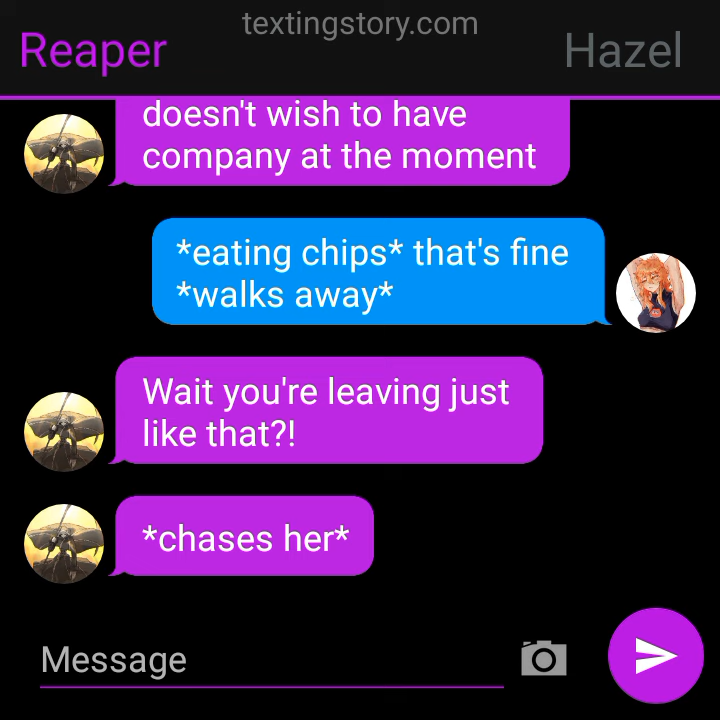 textingstory.com
Reaper
Hazel
doesn't wish to have
company at the moment
*eating chips* that's fine
*walks away*
Wait you're leaving just
like that?!
*chases her*
Message